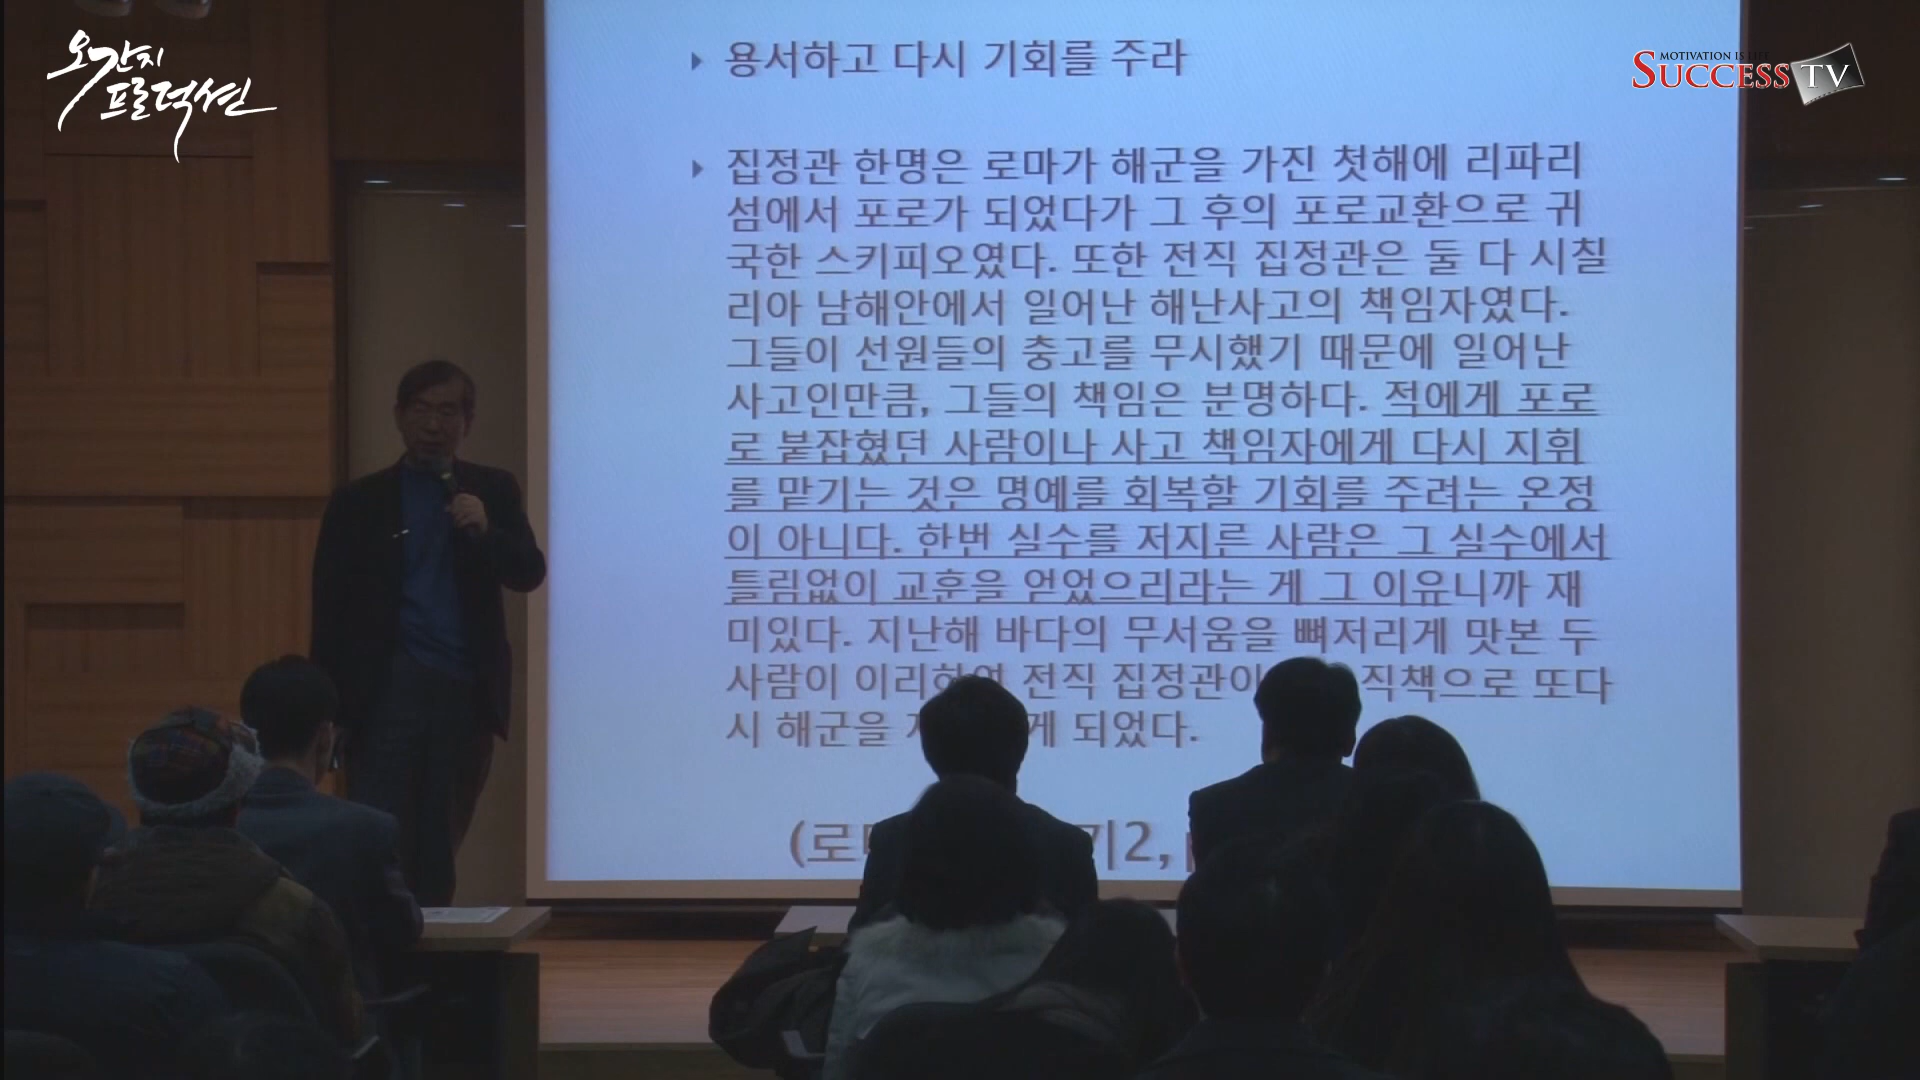 오가지
프로덕션
MOTIVATION IS LIFE
SUCCESS TV
용서하고 다시 기회를 주라
집정관 한명은 로마가 해군을 가진 첫해에 리파리
섬에서 포로가 되었다가 그 후의 포로교환으로 귀
국한 스키피오였다. 또한 전직 집정관은 둘 다 시칠
리아 남해안에서 일어난 해난사고의 책임자였다.
그들이 선원들의 충고를 무시했기 때문에 일어난
사고인만큼, 그들의 책임은 분명하다. 적에게 포로
로 붙잡혔던 사람이나 사고 책임자에게 다시 지휘
를 맡기는 것은 명예를 회복할 기회를 주려는 온정
이 아니다. 한번 실수를 저지른 사람은 그 실수에서
틀림없이 교훈을 얻었으리라는 게 그 이유니까 재
미있다. 지난해 바다의 무서움을 뼈저리게 맛본 두
사람이 이리하여 전직 집정관이 직책으로 또다
시 해군을 게 되었다.
(로 기2,